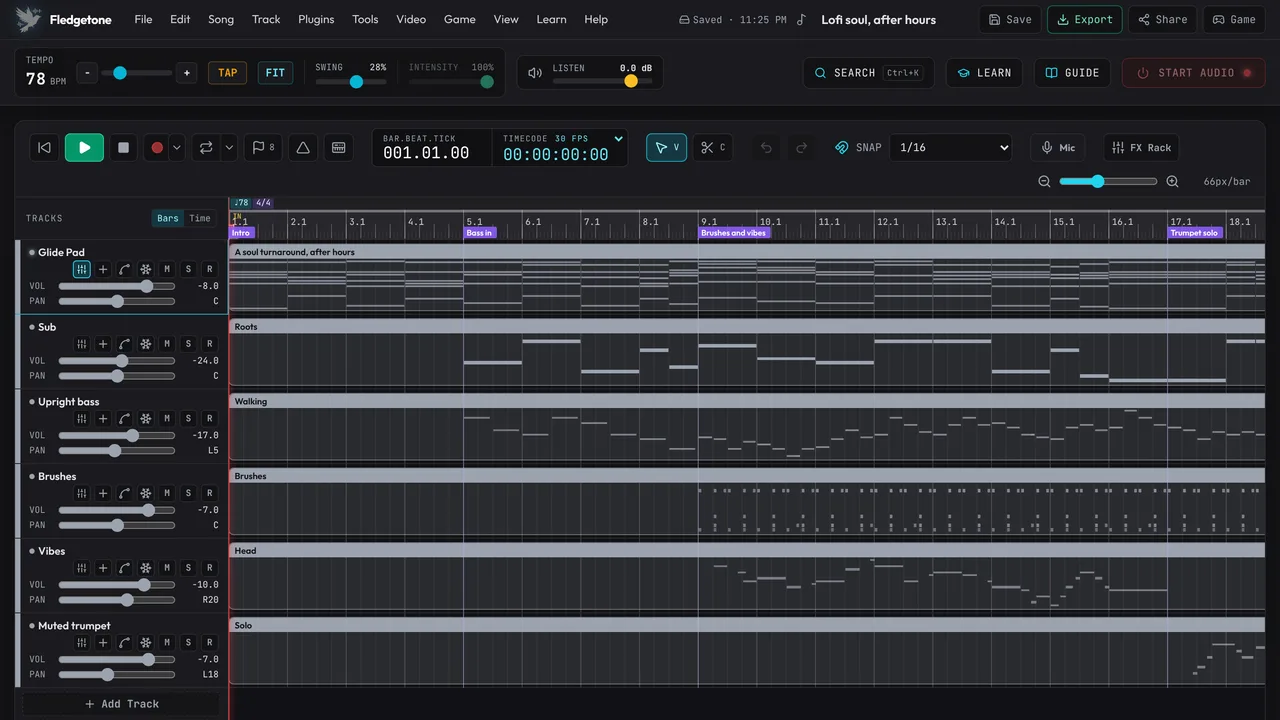 Fledgetone File Edit Song Track Plugins Tools Video Game View Learn Help Saved · 11:25 PM Lofi soul, after hours Save Export Share Game
TEMPO
78 BPM - + TAP FIT SWING 28% INTENSITY 100% LISTEN 0.0 dB SEARCH Ctrl+K LEARN GUIDE START AUDIO
8 BAR.BEAT.TICK 001.01.00 TIMECODE 30 FPS 00:00:00:00 V C SNAP 1/16 Mic FX Rack
66px/bar
TRACKS Bars Time
♩78 4/4
IN
1.1 2.1 3.1 4.1 5.1 6.1 7.1 8.1 9.1 10.1 11.1 12.1 13.1 14.1 15.1 16.1 17.1 18.1
Intro Bass in Brushes and vibes Trumpet solo
Glide Pad A soul turnaround, after hours
M S R
VOL -8.0
PAN C
Sub Roots
M S R
VOL -24.0
PAN C
Upright bass Walking
M S R
VOL -17.0
PAN L5
Brushes Brushes
M S R
VOL -7.0
PAN C
Vibes Head
M S R
VOL -10.0
PAN R20
Muted trumpet Solo
M S R
VOL -7.0
PAN L18
+ Add Track